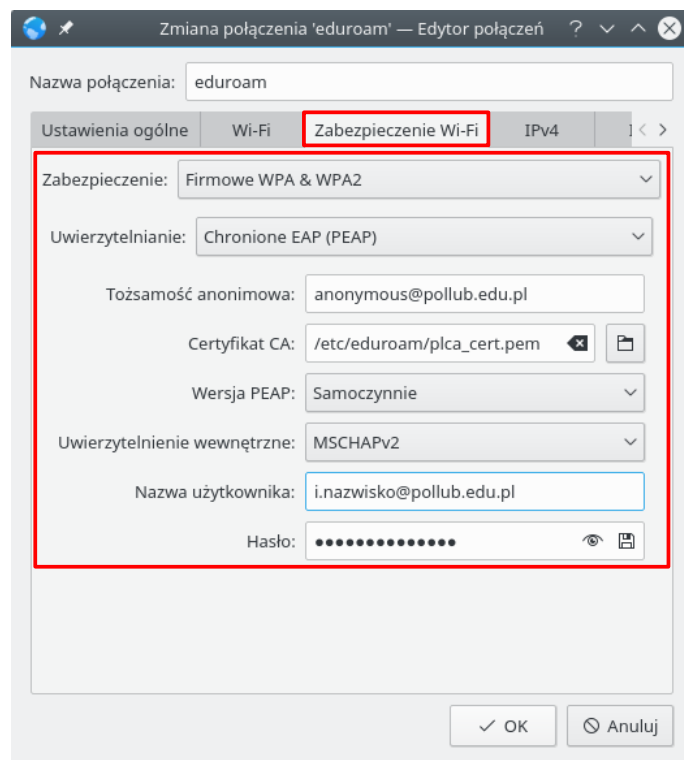 Zmiana połączenia 'eduroam' — Edytor połączeń
Nazwa połączenia: eduroam
Ustawienia ogólne Wi-Fi Zabezpieczenie Wi-Fi IPv4
Zabezpieczenie: Firmowe WPA & WPA2
Uwierzytelnianie: Chronione EAP (PEAP)
Tożsamość anonimowa: anonymous@pollub.edu.pl
Certyfikat CA: /etc/eduroam/plca_cert.pem
Wersja PEAP: Samoczynnie
Uwierzytelnienie wewnętrzne: MSCHAPv2
Nazwa użytkownika: i.nazwisko@pollub.edu.pl
Hasło: ●●●●●●●●●●●●●●
OK Anuluj